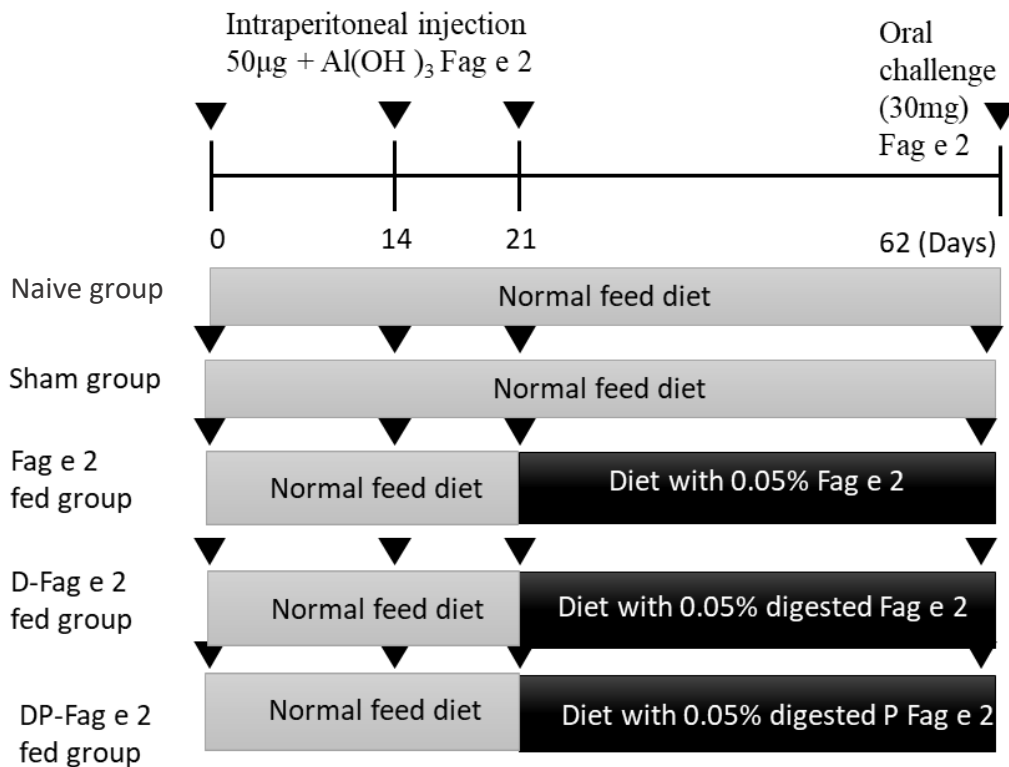 Intraperitoneal injection
50μg + Al(OH )₃ Fag e 2
Oral
challenge
(30mg)
Fag e 2
0
14
21
62 (Days)
Naive group
Normal feed diet
Sham group
Normal feed diet
Fag e 2
fed group
Normal feed diet
Diet with 0.05% Fag e 2
D-Fag e 2
fed group
Normal feed diet
Diet with 0.05% digested Fag e 2
DP-Fag e 2
fed group
Normal feed diet
Diet with 0.05% digested P Fag e 2